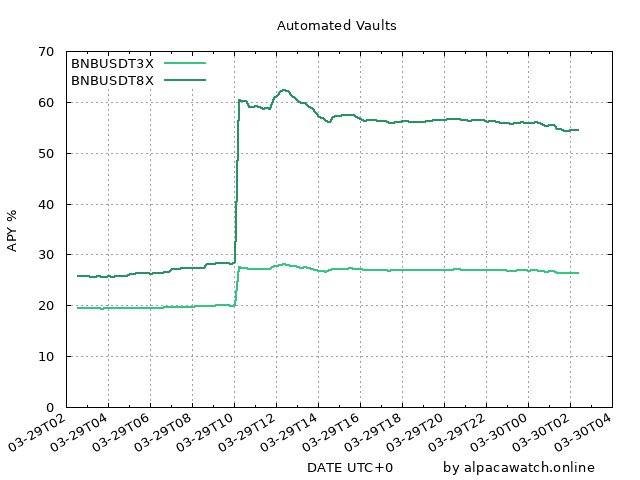 Automated Vaults
BNBUSDT3X
BNBUSDT8X
APY %
70
60
50
40
30
20
10
0
03-29T02
03-29T04
03-29T06
03-29T08
03-29T10
03-29T12
03-29T14
03-29T16
03-29T18
03-29T20
03-29T22
03-30T00
03-30T02
03-30T04
DATE UTC+0
by alpacawatch.online